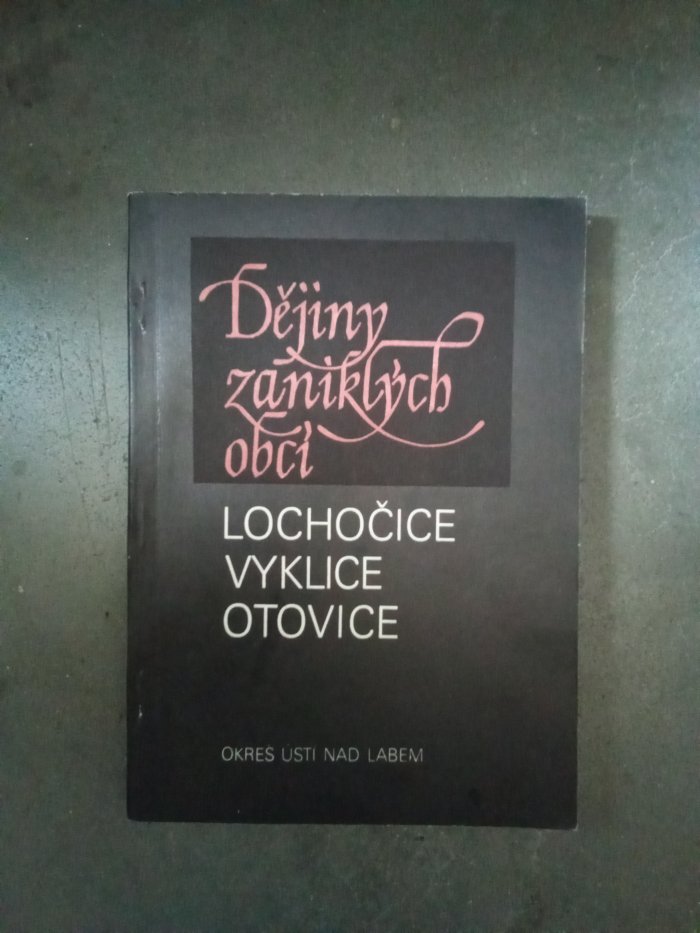 Dějiny
zaniklých
obcí
LOCHOČICE
VYKLICE
OTOVICE
OKRES ÚSTÍ NAD LABEM